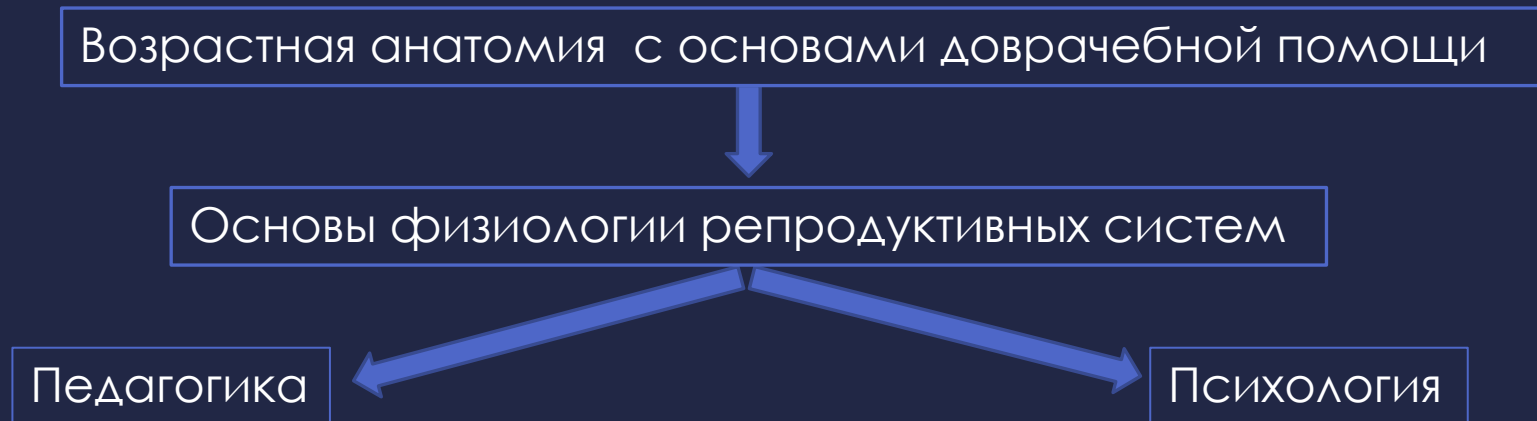 Возрастная анатомия с основами доврачебной помощи
Основы физиологии репродуктивных систем
Педагогика
Психология